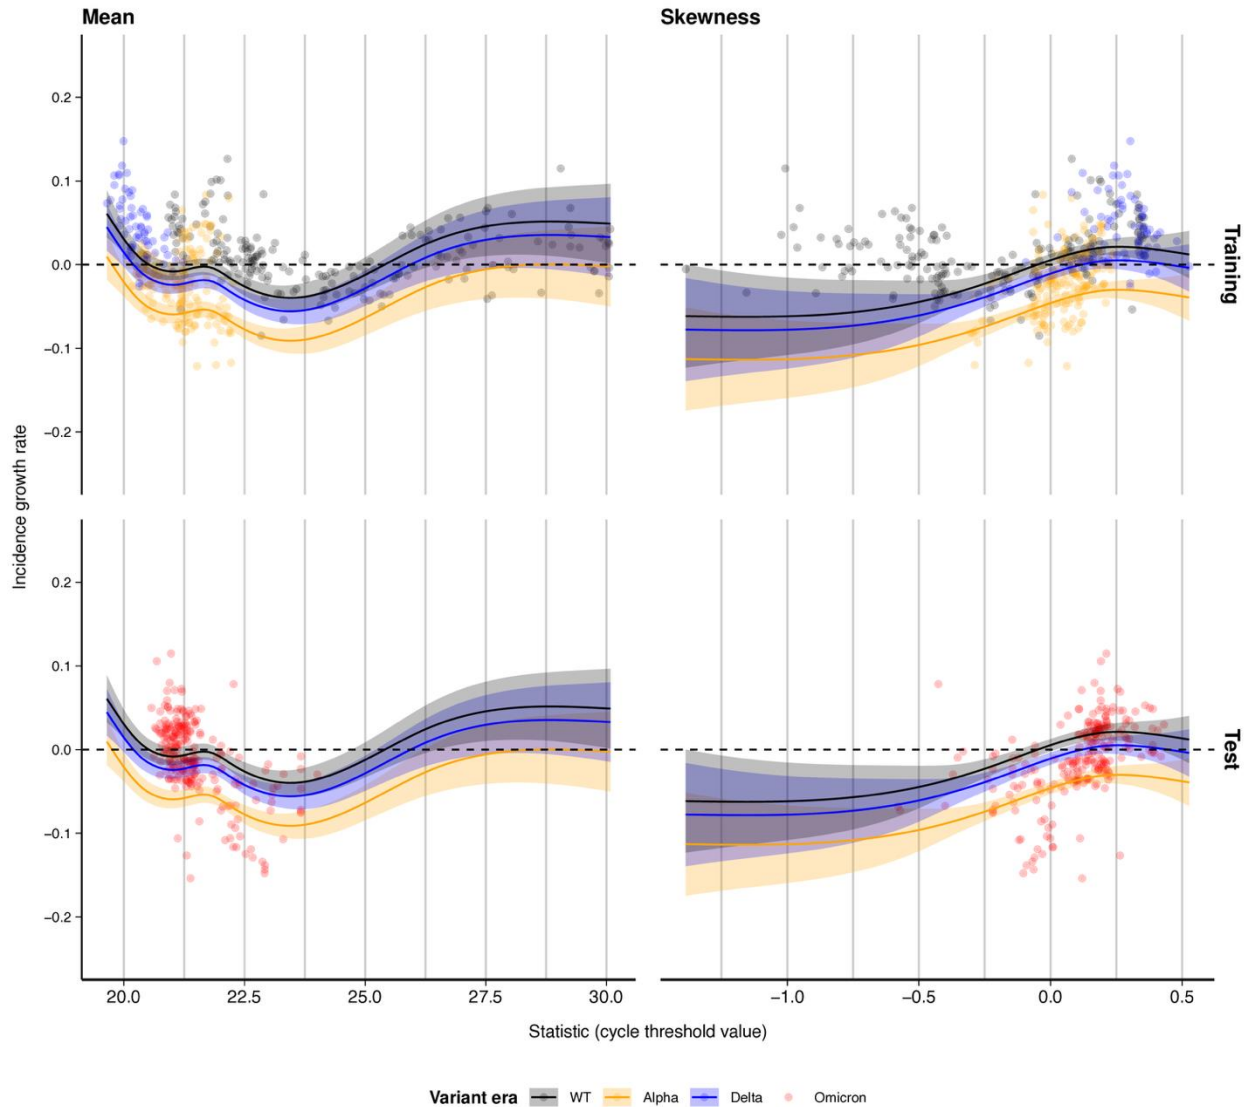 Mean
Skewness
0.2
0.1
0.0
−0.1
−0.2
Training
Incidence growth rate
0.2
0.1
0.0
−0.1
−0.2
Test
20.0 22.5 25.0 27.5 30.0
−1.0 −0.5 0.0 0.5
Statistic (cycle threshold value)
Variant era WT Alpha Delta Omicron